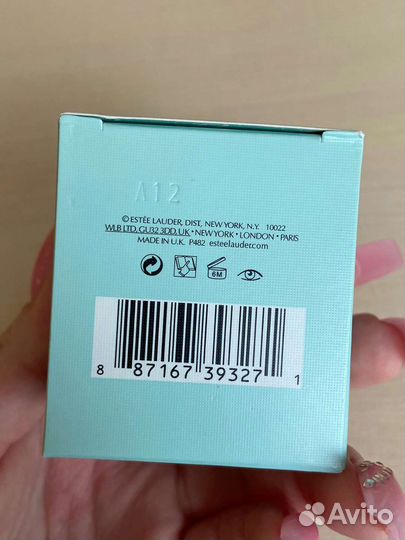 A12
© ESTÉE LAUDER, DIST, NEW YORK, N.Y. 10022
WLB LTD, GU32 3DD, UK • NEW YORK • LONDON • PARIS
MADE IN U.K. P482 esteelauder.com
6M
8 87167 39327 1
Avito